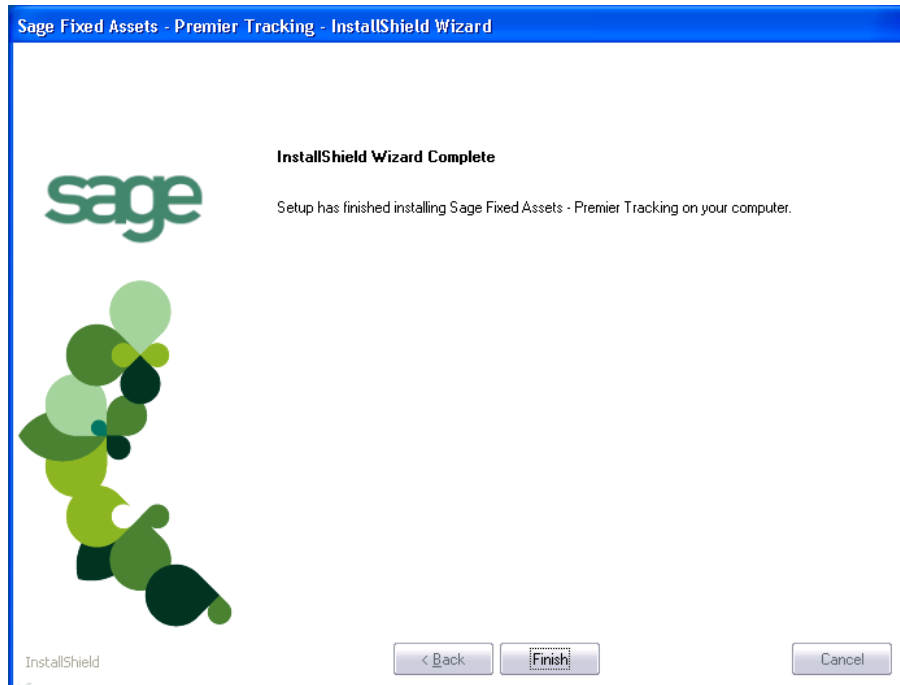 Sage Fixed Assets - Premier Tracking - InstallShield Wizard
InstallShield Wizard Complete
sage
Setup has finished installing Sage Fixed Assets - Premier Tracking on your computer.
InstallShield
< Back
Finish
Cancel